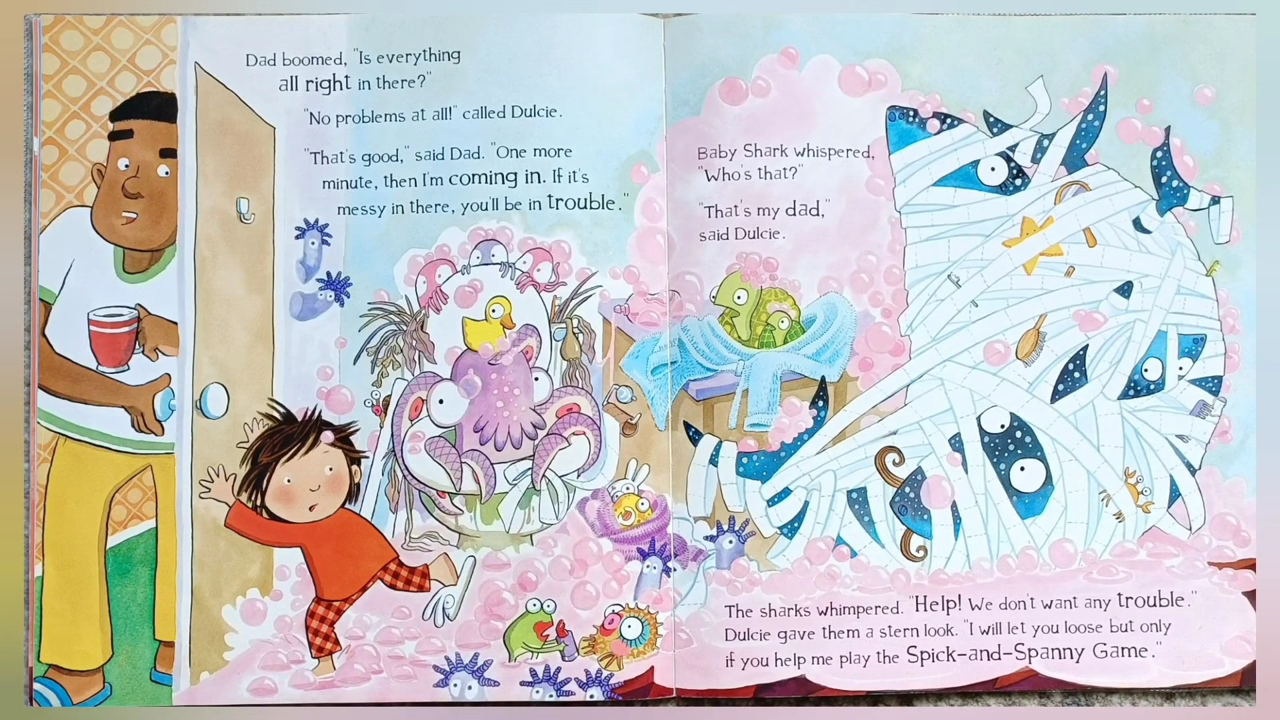 Dad boomed, "Is everything
all right in there?"
"No problems at all!" called Dulcie.
"That's good," said Dad. "One more
minute, then I'm coming in. If it's
messy in there, you'll be in trouble."
Baby Shark whispered,
"Who's that?"
"That's my dad,"
said Dulcie.
The sharks whimpered. "Help! We don't want any trouble."
Dulcie gave them a stern look. "I will let you loose but only
if you help me play the Spick-and-Spanny Game."